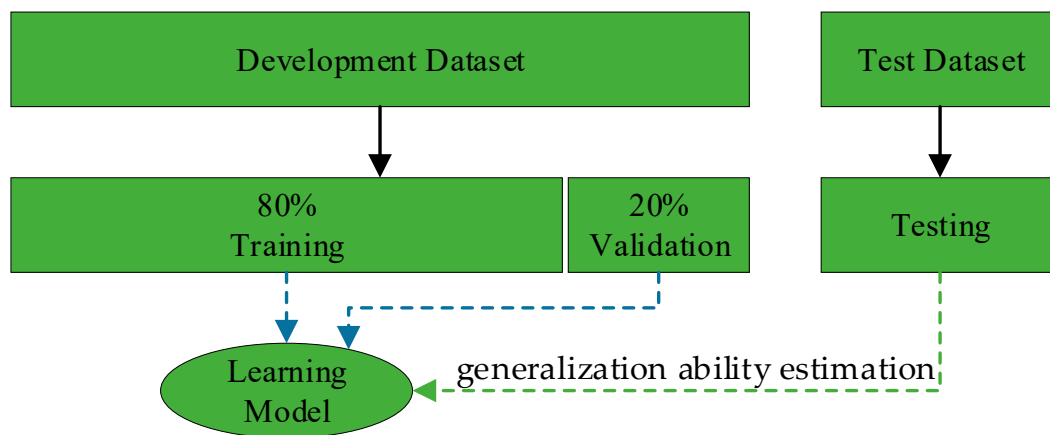 Development Dataset
Test Dataset
80%
Training
20%
Validation
Testing
generalization ability estimation
Learning
Model